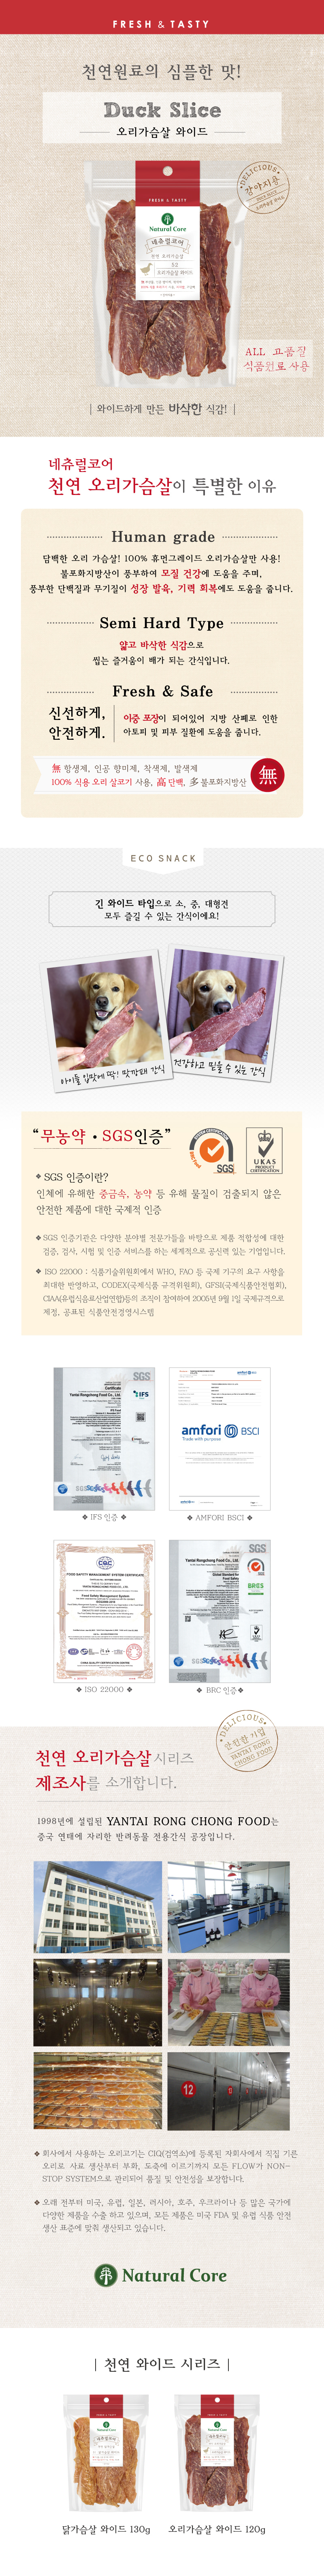 FRESH & TASTY
천연원료의 심플한 맛!
Duck Slice
오리가슴살 와이드
DELICIOUS
강아지용
FRESH & TASTY
Natural Core
네츄럴코어
천연 오리가슴살
오리가슴살 와이드
ALL 고품질
식품원료 사용
| 와이드하게 만든 바삭한 식감! |
네츄럴코어
천연 오리가슴살이 특별한 이유
Human grade
담백한 오리 가슴살! 100% 휴먼그레이드 오리가슴살만 사용!
불포화지방산이 풍부하여 모질 건강에 도움을 주며,
풍부한 단백질과 무기질이 성장 발육, 기력 회복에도 도움을 줍니다.
Semi Hard Type
얇고 바삭한 식감으로
씹는 즐거움이 배가 되는 간식입니다.
Fresh & Safe
신선하게,
안전하게.
이중 포장이 되어있어 지방 산패로 인한
아토피 및 피부 질환에 도움을 줍니다.
無 항생제, 인공 향미제, 착색제, 발색제
100% 식용 오리 살코기 사용, 高 단백, 多 불포화지방산
無
ECO SNACK
긴 와이드 타입으로 소, 중, 대형견
모두 즐길 수 있는 간식이에요!
아이들 입맛에 딱! 맛깡패 간식
건강하고 믿을 수 있는 간식
“무농약 · SGS인증”
SGS
UKAS
PRODUCT
CERTIFICATION
❖ SGS 인증이란?
인체에 유해한 중금속, 농약 등 유해 물질이 검출되지 않은
안전한 제품에 대한 국제적 인증
❖ SGS 인증기관은 다양한 분야별 전문가들을 바탕으로 제품 적합성에 대한
검증, 검사, 시험 및 인증 서비스를 하는 세계적으로 공신력 있는 기업입니다.
❖ ISO 22000 : 식품기술위원회에서 WHO, FAO 등 국제 기구의 요구 사항을
최대한 반영하고, CODEX(국제식품 규격위원회), GFSI(국제식품안전협회),
CIAA(유럽식음료산업연합)등의 조직이 참여하여 2005년 9월 1일 국제규격으로
제정, 공표된 식품안전경영시스템
SGS
Certificate
Yantai Rongchong Food Co., Ltd.
IFS
amfori BSCI
Trade with purpose
❖ IFS 인증 ❖
❖ AMFORI BSCI ❖
CQC
FOOD SAFETY MANAGEMENT SYSTEM CERTIFICATE
SGS
Yantai Rongchong Food Co., Ltd.
BRCS
❖ ISO 22000 ❖
❖ BRC 인증❖
DELICIOUS
안전한 기업
YANTAI RONG
CHONG FOOD
천연 오리가슴살 시리즈
제조사를 소개합니다.
1998년에 설립된 YANTAI RONG CHONG FOOD는
중국 연태에 자리한 반려동물 전용간식 공장입니다.
12
❖ 회사에서 사용하는 오리고기는 CIQ(검역소)에 등록된 자회사에서 직접 기른
오리로 사료 생산부터 부화, 도축에 이르기까지 모든 FLOW가 NON-
STOP SYSTEM으로 관리되어 품질 및 안전성을 보장합니다.
❖ 오래 전부터 미국, 유럽, 일본, 러시아, 호주, 우크라이나 등 많은 국가에
다양한 제품을 수출 하고 있으며, 모든 제품은 미국 FDA 및 유럽 식품 안전
생산 표준에 맞춰 생산되고 있습니다.
Natural Core
| 천연 와이드 시리즈 |
닭가슴살 와이드 130g
오리가슴살 와이드 120g